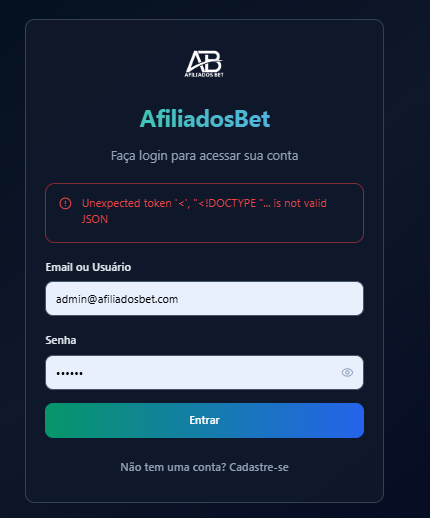 AB
AFILIADOS BET
AfiliadosBet
Faça login para acessar sua conta
Unexpected token '<', "<!DOCTYPE "... is not valid
JSON
Email ou Usuário
admin@afiliadosbet.com
Senha
••••••
Entrar
Não tem uma conta? Cadastre-se